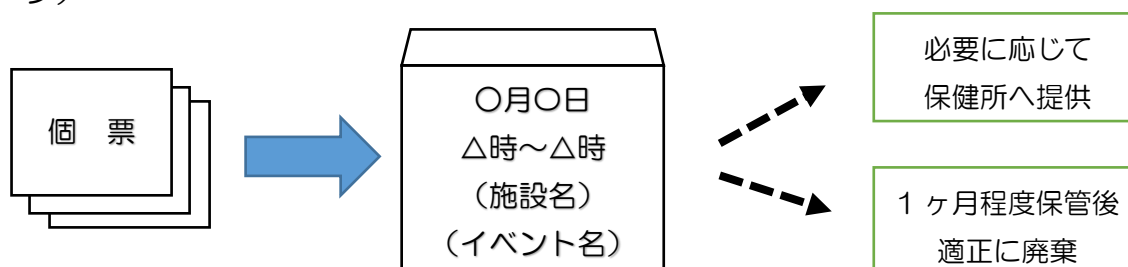 個　票
〇月〇日
△時～△時
（施設名）
（イベント名）
必要に応じて
保健所へ提供
１ヶ月程度保管後
適正に廃棄